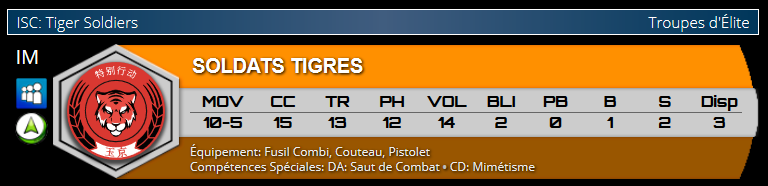 ISC: Tiger Soldiers Troupes d'Élite
IM
SOLDATS TIGRES
特别行动
玉京
MOV CC TR PH VOL BLI PB B S Disp
10-5 15 13 12 14 2 0 1 2 3
Équipement: Fusil Combi, Couteau, Pistolet
Compétences Spéciales: DA: Saut de Combat • CD: Mimétisme